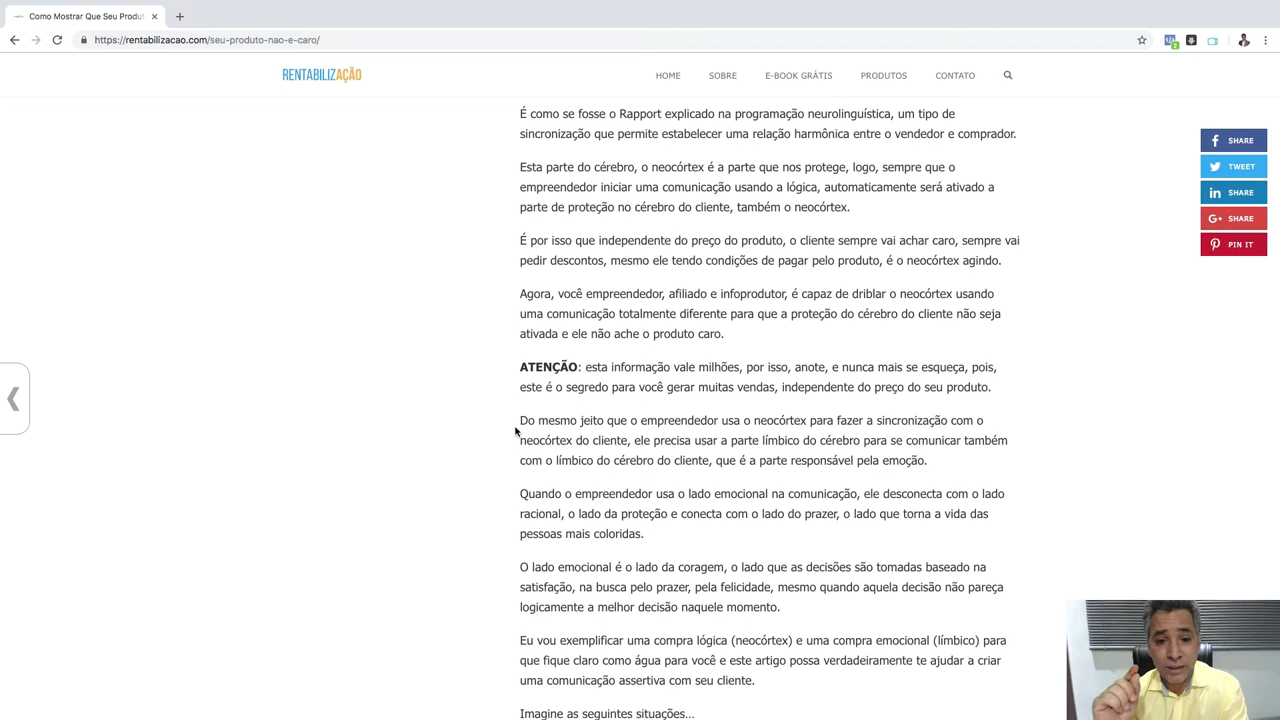 Como Mostrar Que Seu Produt
https://rentabilizacao.com/seu-produto-nao-e-caro/
RENTABILIZAÇÃO
HOME
SOBRE
E-BOOK GRÁTIS
PRODUTOS
CONTATO
É como se fosse o Rapport explicado na programação neurolinguística, um tipo de
sincronização que permite estabelecer uma relação harmônica entre o vendedor e comprador.
Esta parte do cérebro, o neocórtex é a parte que nos protege, logo, sempre que o
empreendedor iniciar uma comunicação usando a lógica, automaticamente será ativado a
parte de proteção no cérebro do cliente, também o neocórtex.
É por isso que independente do preço do produto, o cliente sempre vai achar caro, sempre vai
pedir descontos, mesmo ele tendo condições de pagar pelo produto, é o neocórtex agindo.
Agora, você empreendedor, afiliado e infoprodutor, é capaz de driblar o neocórtex usando
uma comunicação totalmente diferente para que a proteção do cérebro do cliente não seja
ativada e ele não ache o produto caro.
ATENÇÃO: esta informação vale milhões, por isso, anote, e nunca mais se esqueça, pois,
este é o segredo para você gerar muitas vendas, independente do preço do seu produto.
Do mesmo jeito que o empreendedor usa o neocórtex para fazer a sincronização com o
neocórtex do cliente, ele precisa usar a parte límbico do cérebro para se comunicar também
com o límbico do cérebro do cliente, que é a parte responsável pela emoção.
Quando o empreendedor usa o lado emocional na comunicação, ele desconecta com o lado
racional, o lado da proteção e conecta com o lado do prazer, o lado que torna a vida das
pessoas mais coloridas.
O lado emocional é o lado da coragem, o lado que as decisões são tomadas baseado na
satisfação, na busca pelo prazer, pela felicidade, mesmo quando aquela decisão não pareça
logicamente a melhor decisão naquele momento.
Eu vou exemplificar uma compra lógica (neocórtex) e uma compra emocional (límbico) para
que fique claro como água para você e este artigo possa verdadeiramente te ajudar a criar
uma comunicação assertiva com seu cliente.
Imagine as seguintes situações...
SHARE
TWEET
SHARE
SHARE
PIN IT